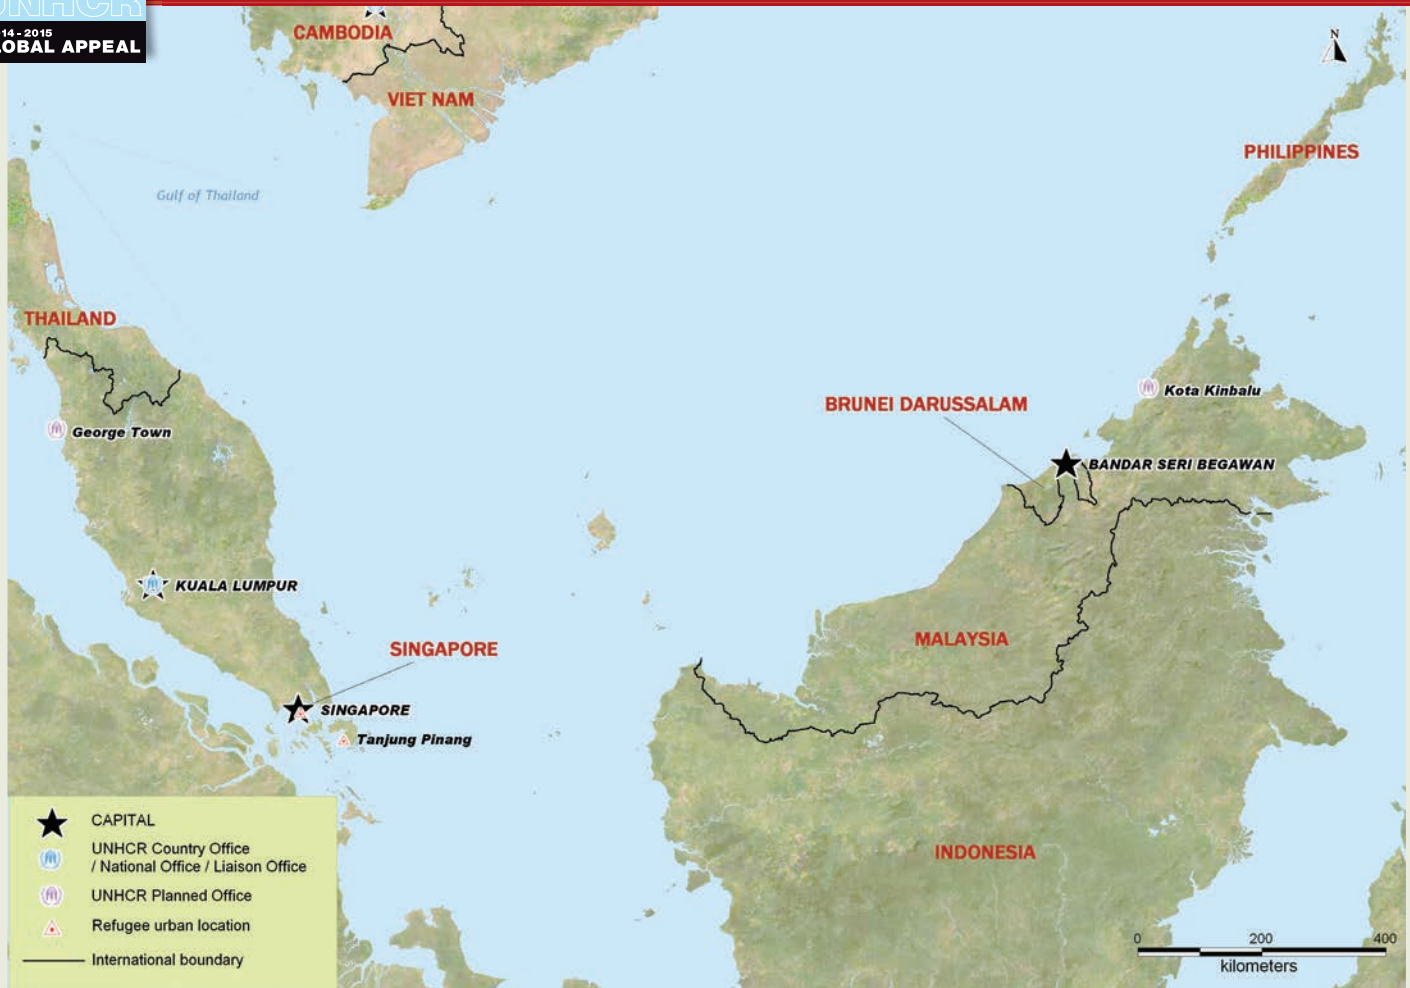 UNHCR
14 - 2015
LOBAL APPEAL
CAMBODIA
N
VIET NAM
PHILIPPINES
Gulf of Thailand
THAILAND
Kota Kinbalu
BRUNEI DARUSSALAM
George Town
BANDAR SERI BEGAWAN
KUALA LUMPUR
MALAYSIA
SINGAPORE
SINGAPORE
Tanjung Pinang
CAPITAL
UNHCR Country Office
/ National Office / Liaison Office
UNHCR Planned Office
Refugee urban location
International boundary
INDONESIA
0 200 400
kilometers